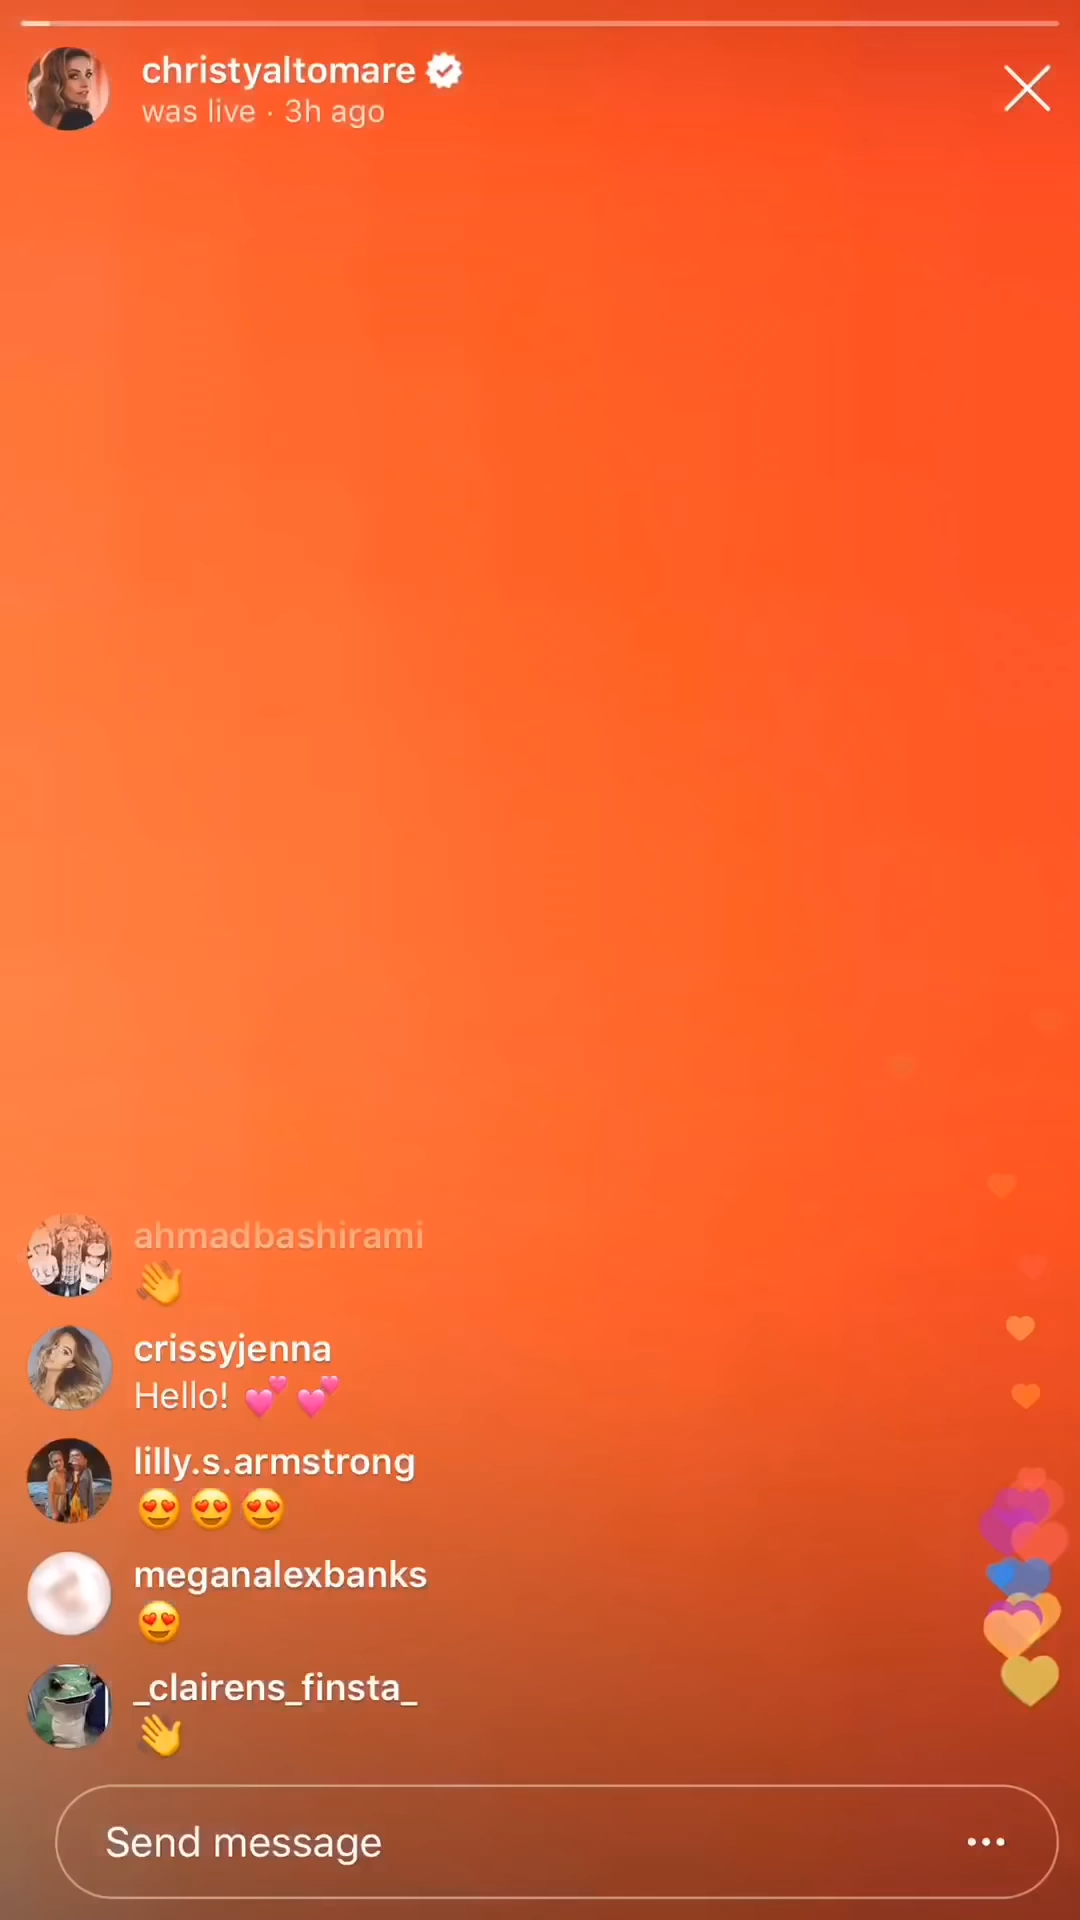 christyaltomare
was live · 3h ago
ahmadbashirami
👋
crissyjenna
Hello! 💕 💕
lilly.s.armstrong
😍😍😍
meganalexbanks
😍
_clairens_finsta_
👋
Send message